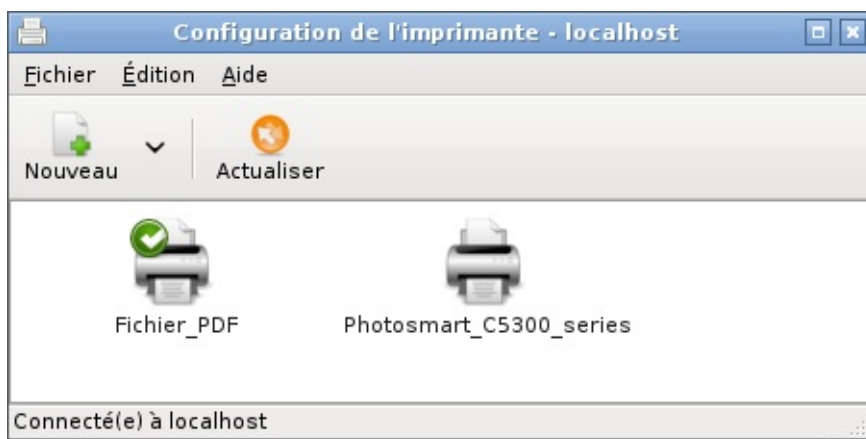 Configuration de l'imprimante - localhost
Fichier Édition Aide
Nouveau Actualiser
Fichier_PDF Photosmart_C5300_series
Connecté(e) à localhost